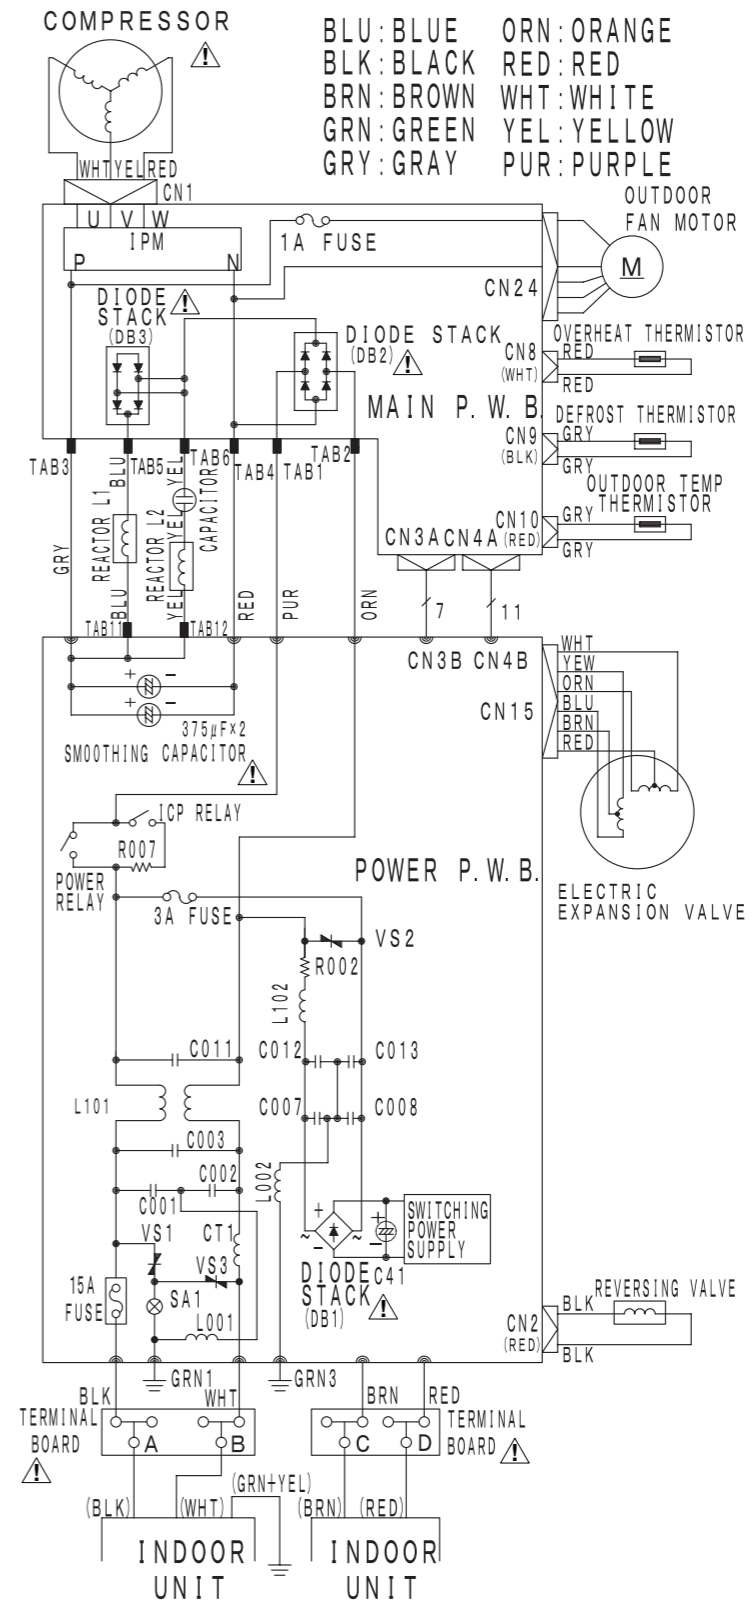 COMPRESSOR
BLU:BLUE ORN:ORANGE
BLK:BLACK RED:RED
BRN:BROWN WHT:WHITE
GRN:GREEN YEL:YELLOW
GRY:GRAY PUR:PURPLE
WHT YEL RED
CN1
U V W
IPM
P N
1A FUSE
OUTDOOR
FAN MOTOR
M
CN24
DIODE
STACK
(DB3)
DIODE STACK
(DB2)
MAIN P.W.B.
OVERHEAT THERMISTOR
CN8
(WHT)
RED
RED
DEFROST THERMISTOR
CN9
(BLK)
GRY
GRY
OUTDOOR TEMP
THERMISTOR
CN10
(RED)
GRY
GRY
TAB3
BLU
TAB5
YEL
TAB6
TAB4
TAB1
TAB2
REACTOR L1
REACTOR L2
YEL
CAPACITOR
CN3A CN4A
GRY
BLU
YEL
RED
PUR
ORN
7
11
TAB11
TAB12
CN3B CN4B
WHT
YEW
ORN
BLU
BRN
RED
CN15
+ -
+ -
375µF×2
SMOOTHING CAPACITOR
ICP RELAY
R007
POWER
RELAY
POWER P.W.B.
ELECTRIC
EXPANSION VALVE
3A FUSE
VS2
R002
L102
C011
C012
C013
L101
C007
C008
C003
C002
C001
L002
VS1
CT1
VS3
SA1
15A
FUSE
L001
+
-
~
~
+
SWITCHING
POWER
SUPPLY
DIODE
STACK
(DB1)
C41
REVERSING VALVE
CN2
(RED)
BLK
BLK
GRN1
GRN3
BLK
WHT
BRN
RED
TERMINAL
BOARD
A B
C D
TERMINAL
BOARD
(BLK)
(WHT)
(GRN+YEL)
(BRN)
(RED)
INDOOR
UNIT
INDOOR
UNIT